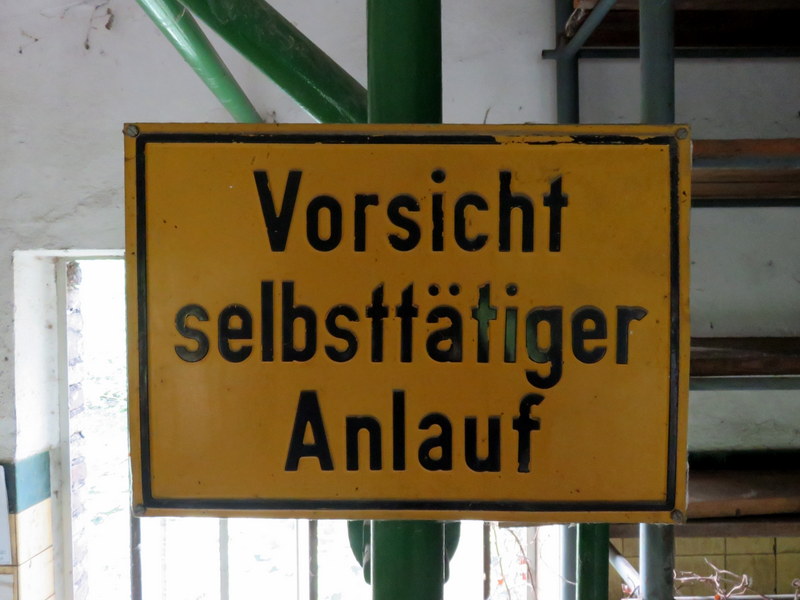 Vorsicht
selbsttätiger
Anlauf